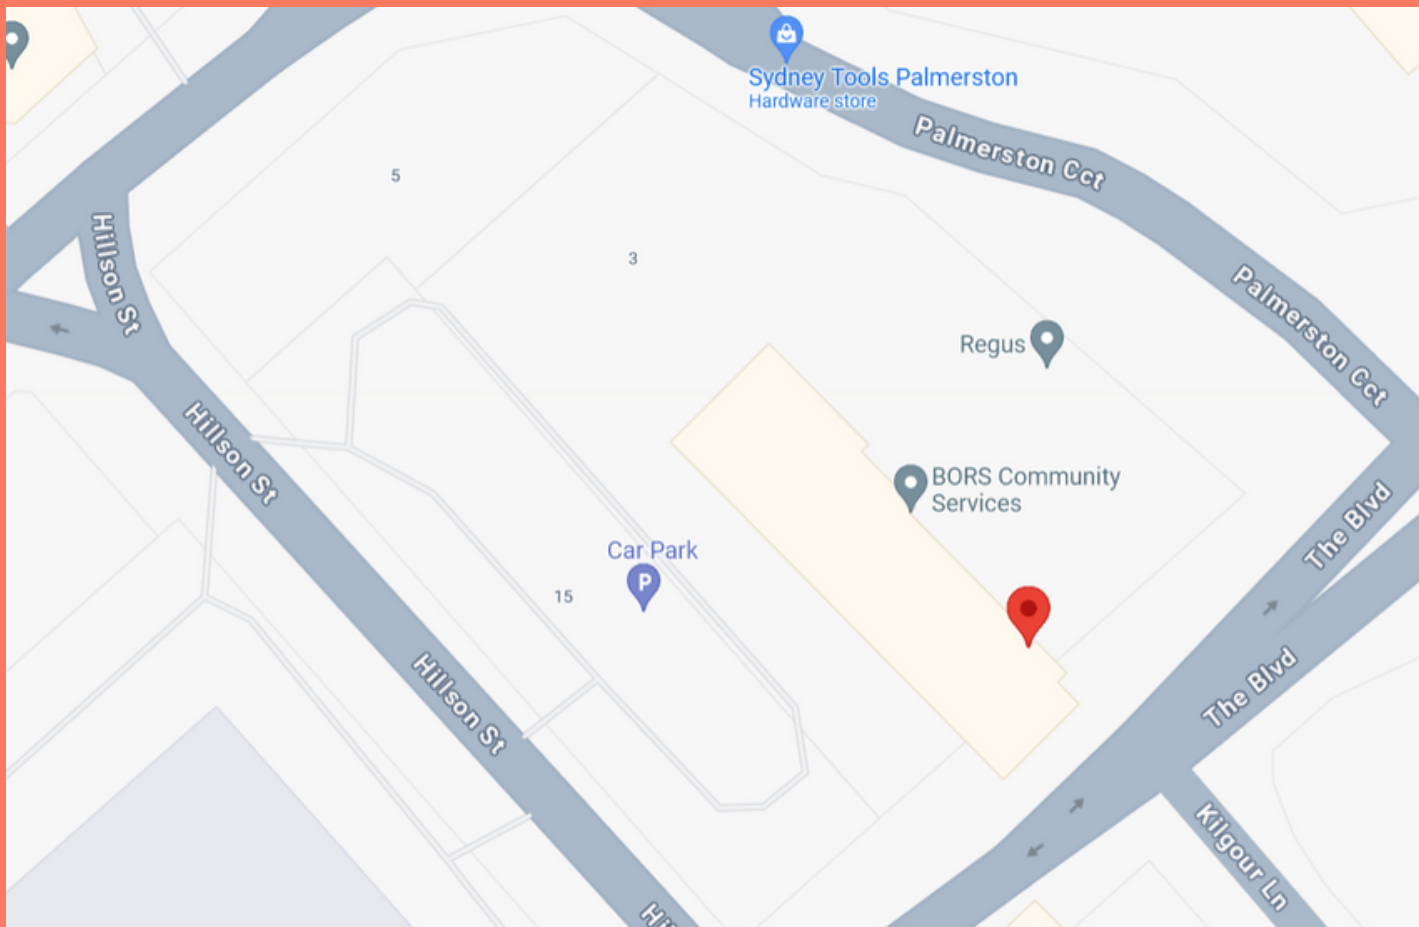 Sydney Tools Palmerston
Hardware store
Palmerston Cct
5
Hillson St
3
Palmerston Cct
Regus
Hillson St
BORS Community
Services
The Blvd
Car Park
P
15
Hillson St
The Blvd
Kilgour Ln